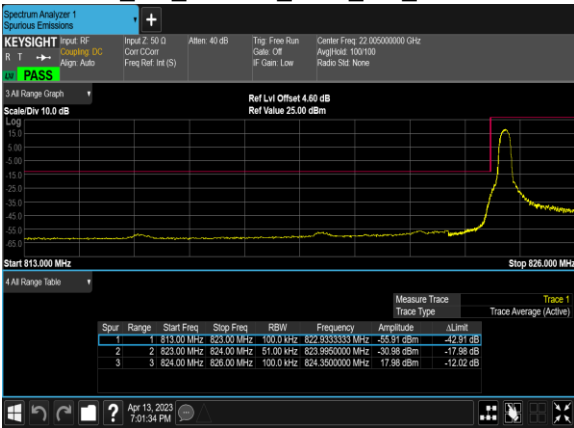 Spectrum Analyzer 1
Spurious Emissions
+
KEYSIGHT Input: RF Input Z: 50 Ω Atten: 40 dB Trig: Free Run Center Freq: 22.005000000 GHz
R T Coupling: DC Corr CCorr Gate: Off Avg|Hold: 100/100
Align: Auto Freq Ref: Int (S) IF Gain: Low Radio Std: None
PASS
3 All Range Graph
Ref Lvl Offset 4.60 dB
Scale/Div 10.0 dB Ref Value 25.00 dBm
Log
15.0
5.00
-5.00
-15.0
-25.0
-35.0
-45.0
-55.0
-65.0
Start 813.000 MHz Stop 826.000 MHz
4 All Range Table
Measure Trace Trace 1
Trace Type Trace Average (Active)
Spur Range Start Freq Stop Freq RBW Frequency Amplitude ΔLimit
1 1 813.00 MHz 823.00 MHz 100.0 kHz 822.9333333 MHz -55.91 dBm -42.91 dB
2 2 823.00 MHz 824.00 MHz 51.00 kHz 823.9950000 MHz -30.98 dBm -17.98 dB
3 3 824.00 MHz 826.00 MHz 100.0 kHz 824.3500000 MHz 17.98 dBm -12.02 dB
? Apr 13, 2023
7:01:34 PM